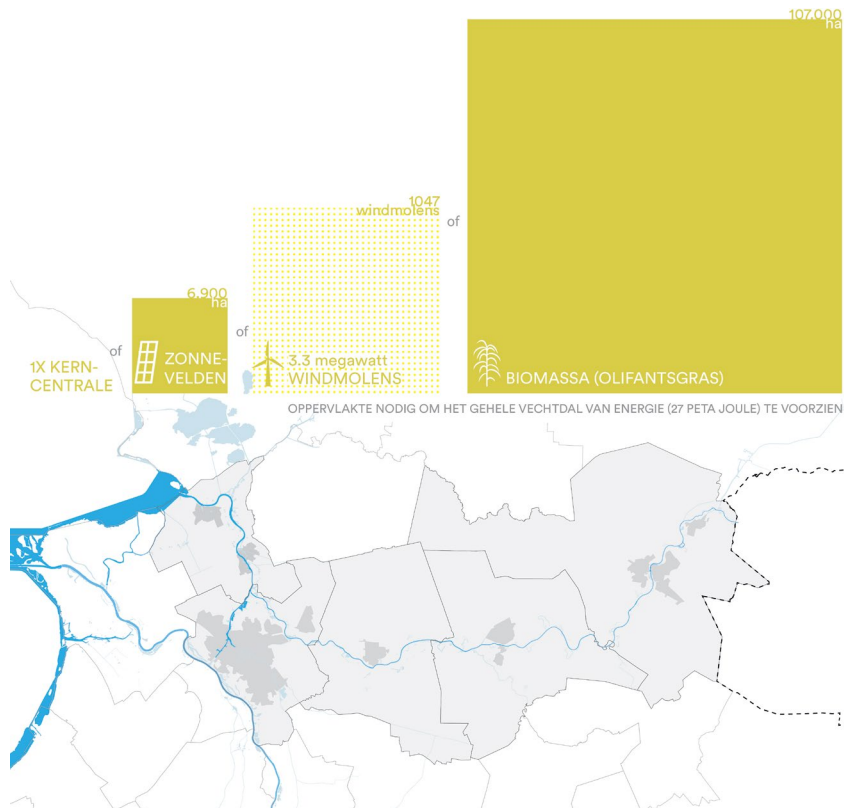 1X KERN-
CENTRALE
of
6.900
ha
ZONNE-
VELDEN
of
1047
windmolens
3.3 megawatt
WINDMOLENS
of
107.000
ha
BIOMASSA (OLIFANTSGRAS)
OPPERVLAKTE NODIG OM HET GEHELE VECHTDAL VAN ENERGIE (27 PETA JOULE) TE VOORZIEN